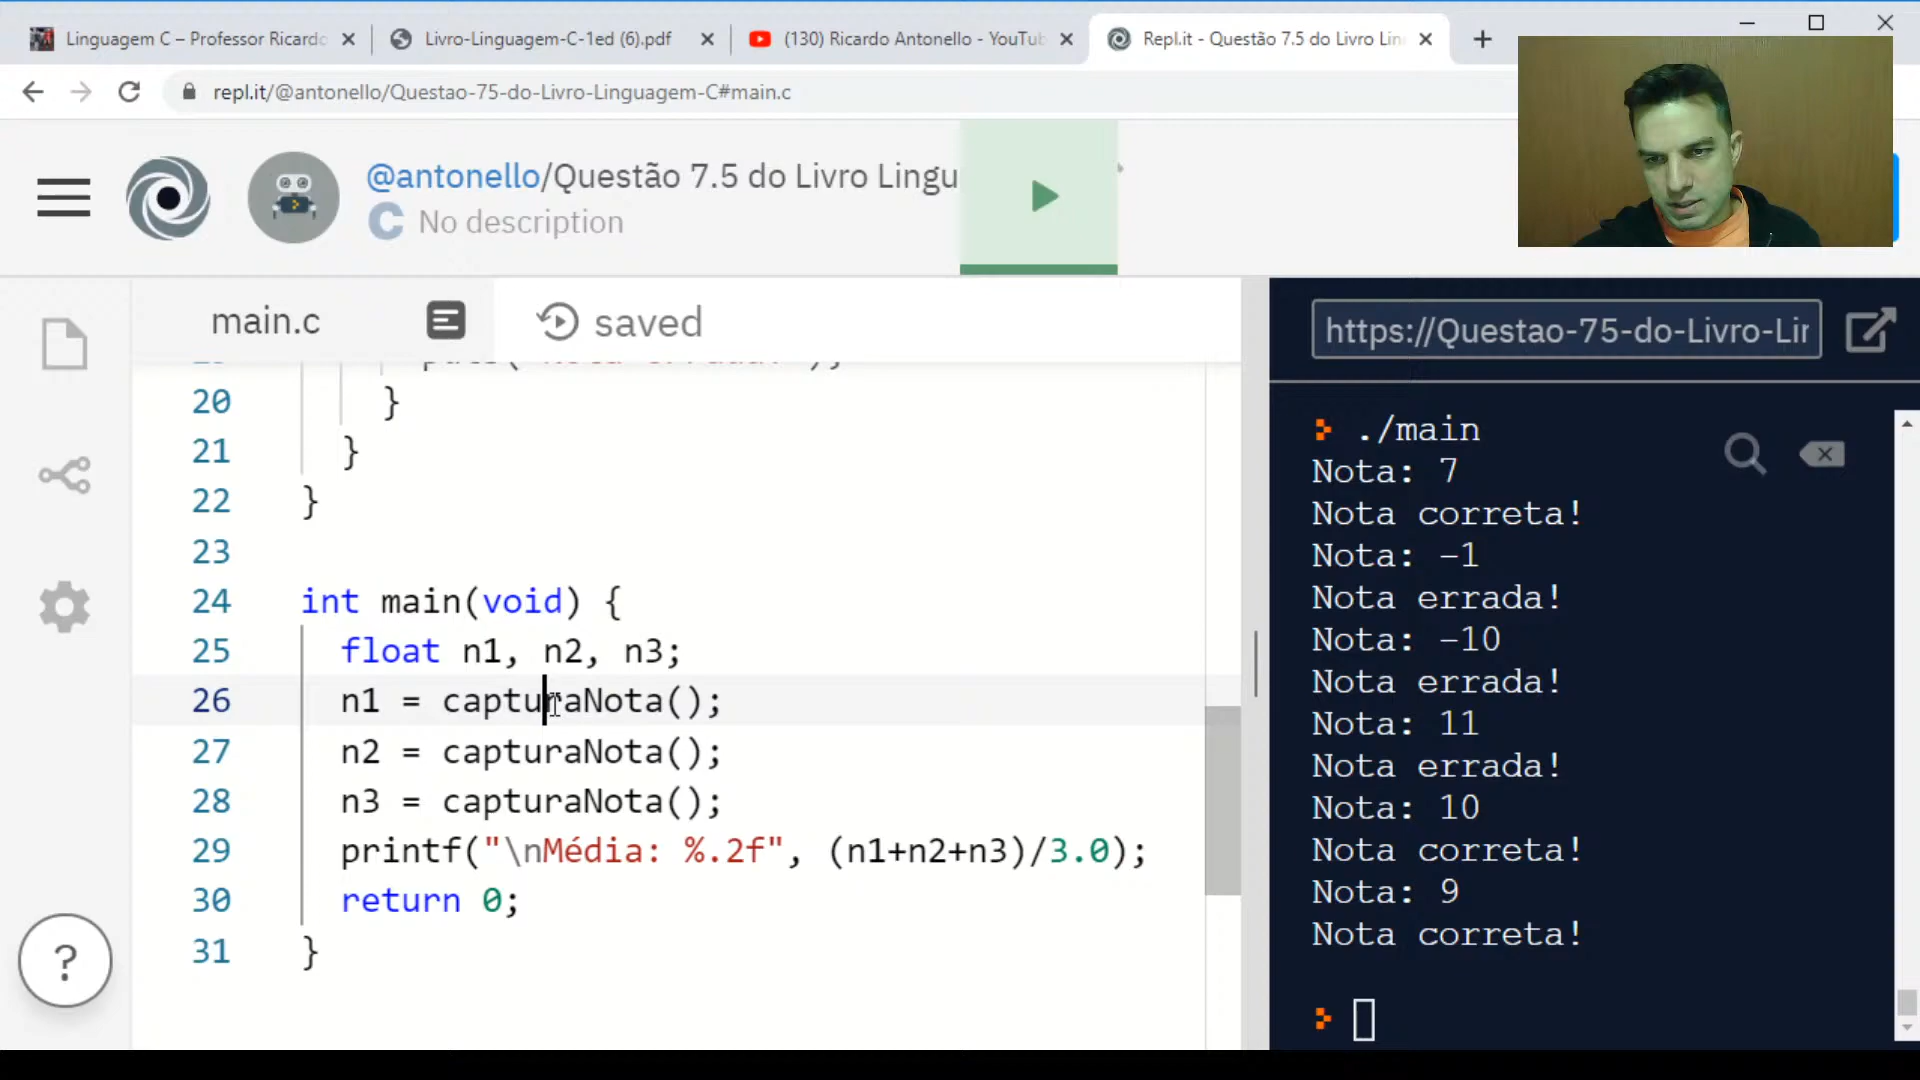 Linguagem C – Professor Ricardo
Livro-Linguagem-C-1ed (6).pdf
(130) Ricardo Antonello - YouTub
Repl.it - Questão 7.5 do Livro Lin
repl.it/@antonello/Questao-75-do-Livro-Linguagem-C#main.c
@antonello/Questão 7.5 do Livro Lingu
C No description
main.c
saved
https://Questao-75-do-Livro-Lir
20 }
21 }
22 }
23
24 int main(void) {
25 float n1, n2, n3;
26 n1 = capturaNota();
27 n2 = capturaNota();
28 n3 = capturaNota();
29 printf("\nMédia: %.2f", (n1+n2+n3)/3.0);
30 return 0;
31 }
?
./main
Nota: 7
Nota correta!
Nota: -1
Nota errada!
Nota: -10
Nota errada!
Nota: 11
Nota errada!
Nota: 10
Nota correta!
Nota: 9
Nota correta!